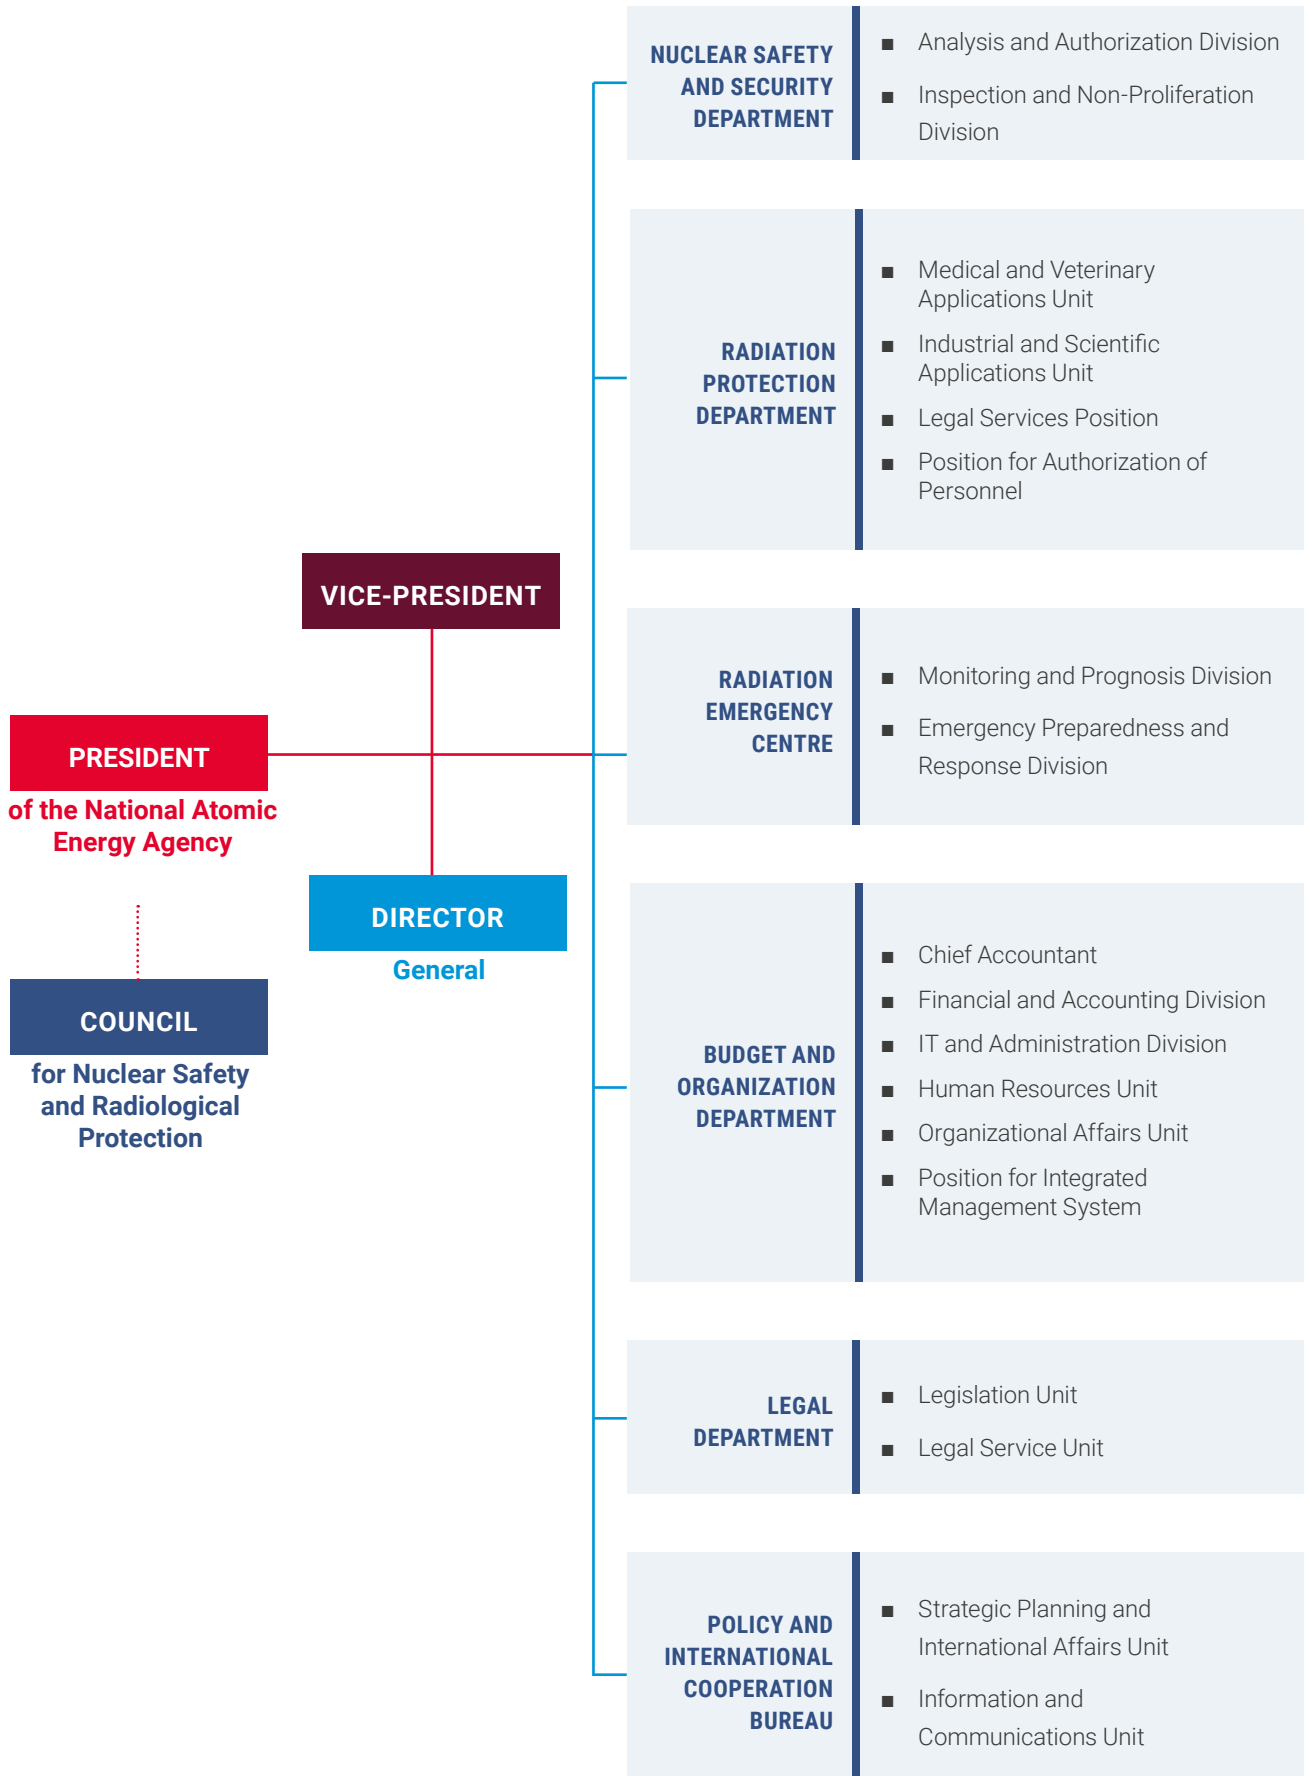 PRESIDENT
of the National Atomic
Energy Agency
COUNCIL
for Nuclear Safety
and Radiological
Protection
VICE-PRESIDENT
DIRECTOR
General
NUCLEAR SAFETY
AND SECURITY
DEPARTMENT
■ Analysis and Authorization Division
■ Inspection and Non-Proliferation
Division
RADIATION
PROTECTION
DEPARTMENT
■ Medical and Veterinary
Applications Unit
■ Industrial and Scientific
Applications Unit
■ Legal Services Position
■ Position for Authorization of
Personnel
RADIATION
EMERGENCY
CENTRE
■ Monitoring and Prognosis Division
■ Emergency Preparedness and
Response Division
BUDGET AND
ORGANIZATION
DEPARTMENT
■ Chief Accountant
■ Financial and Accounting Division
■ IT and Administration Division
■ Human Resources Unit
■ Organizational Affairs Unit
■ Position for Integrated
Management System
LEGAL
DEPARTMENT
■ Legislation Unit
■ Legal Service Unit
POLICY AND
INTERNATIONAL
COOPERATION
BUREAU
■ Strategic Planning and
International Affairs Unit
■ Information and
Communications Unit